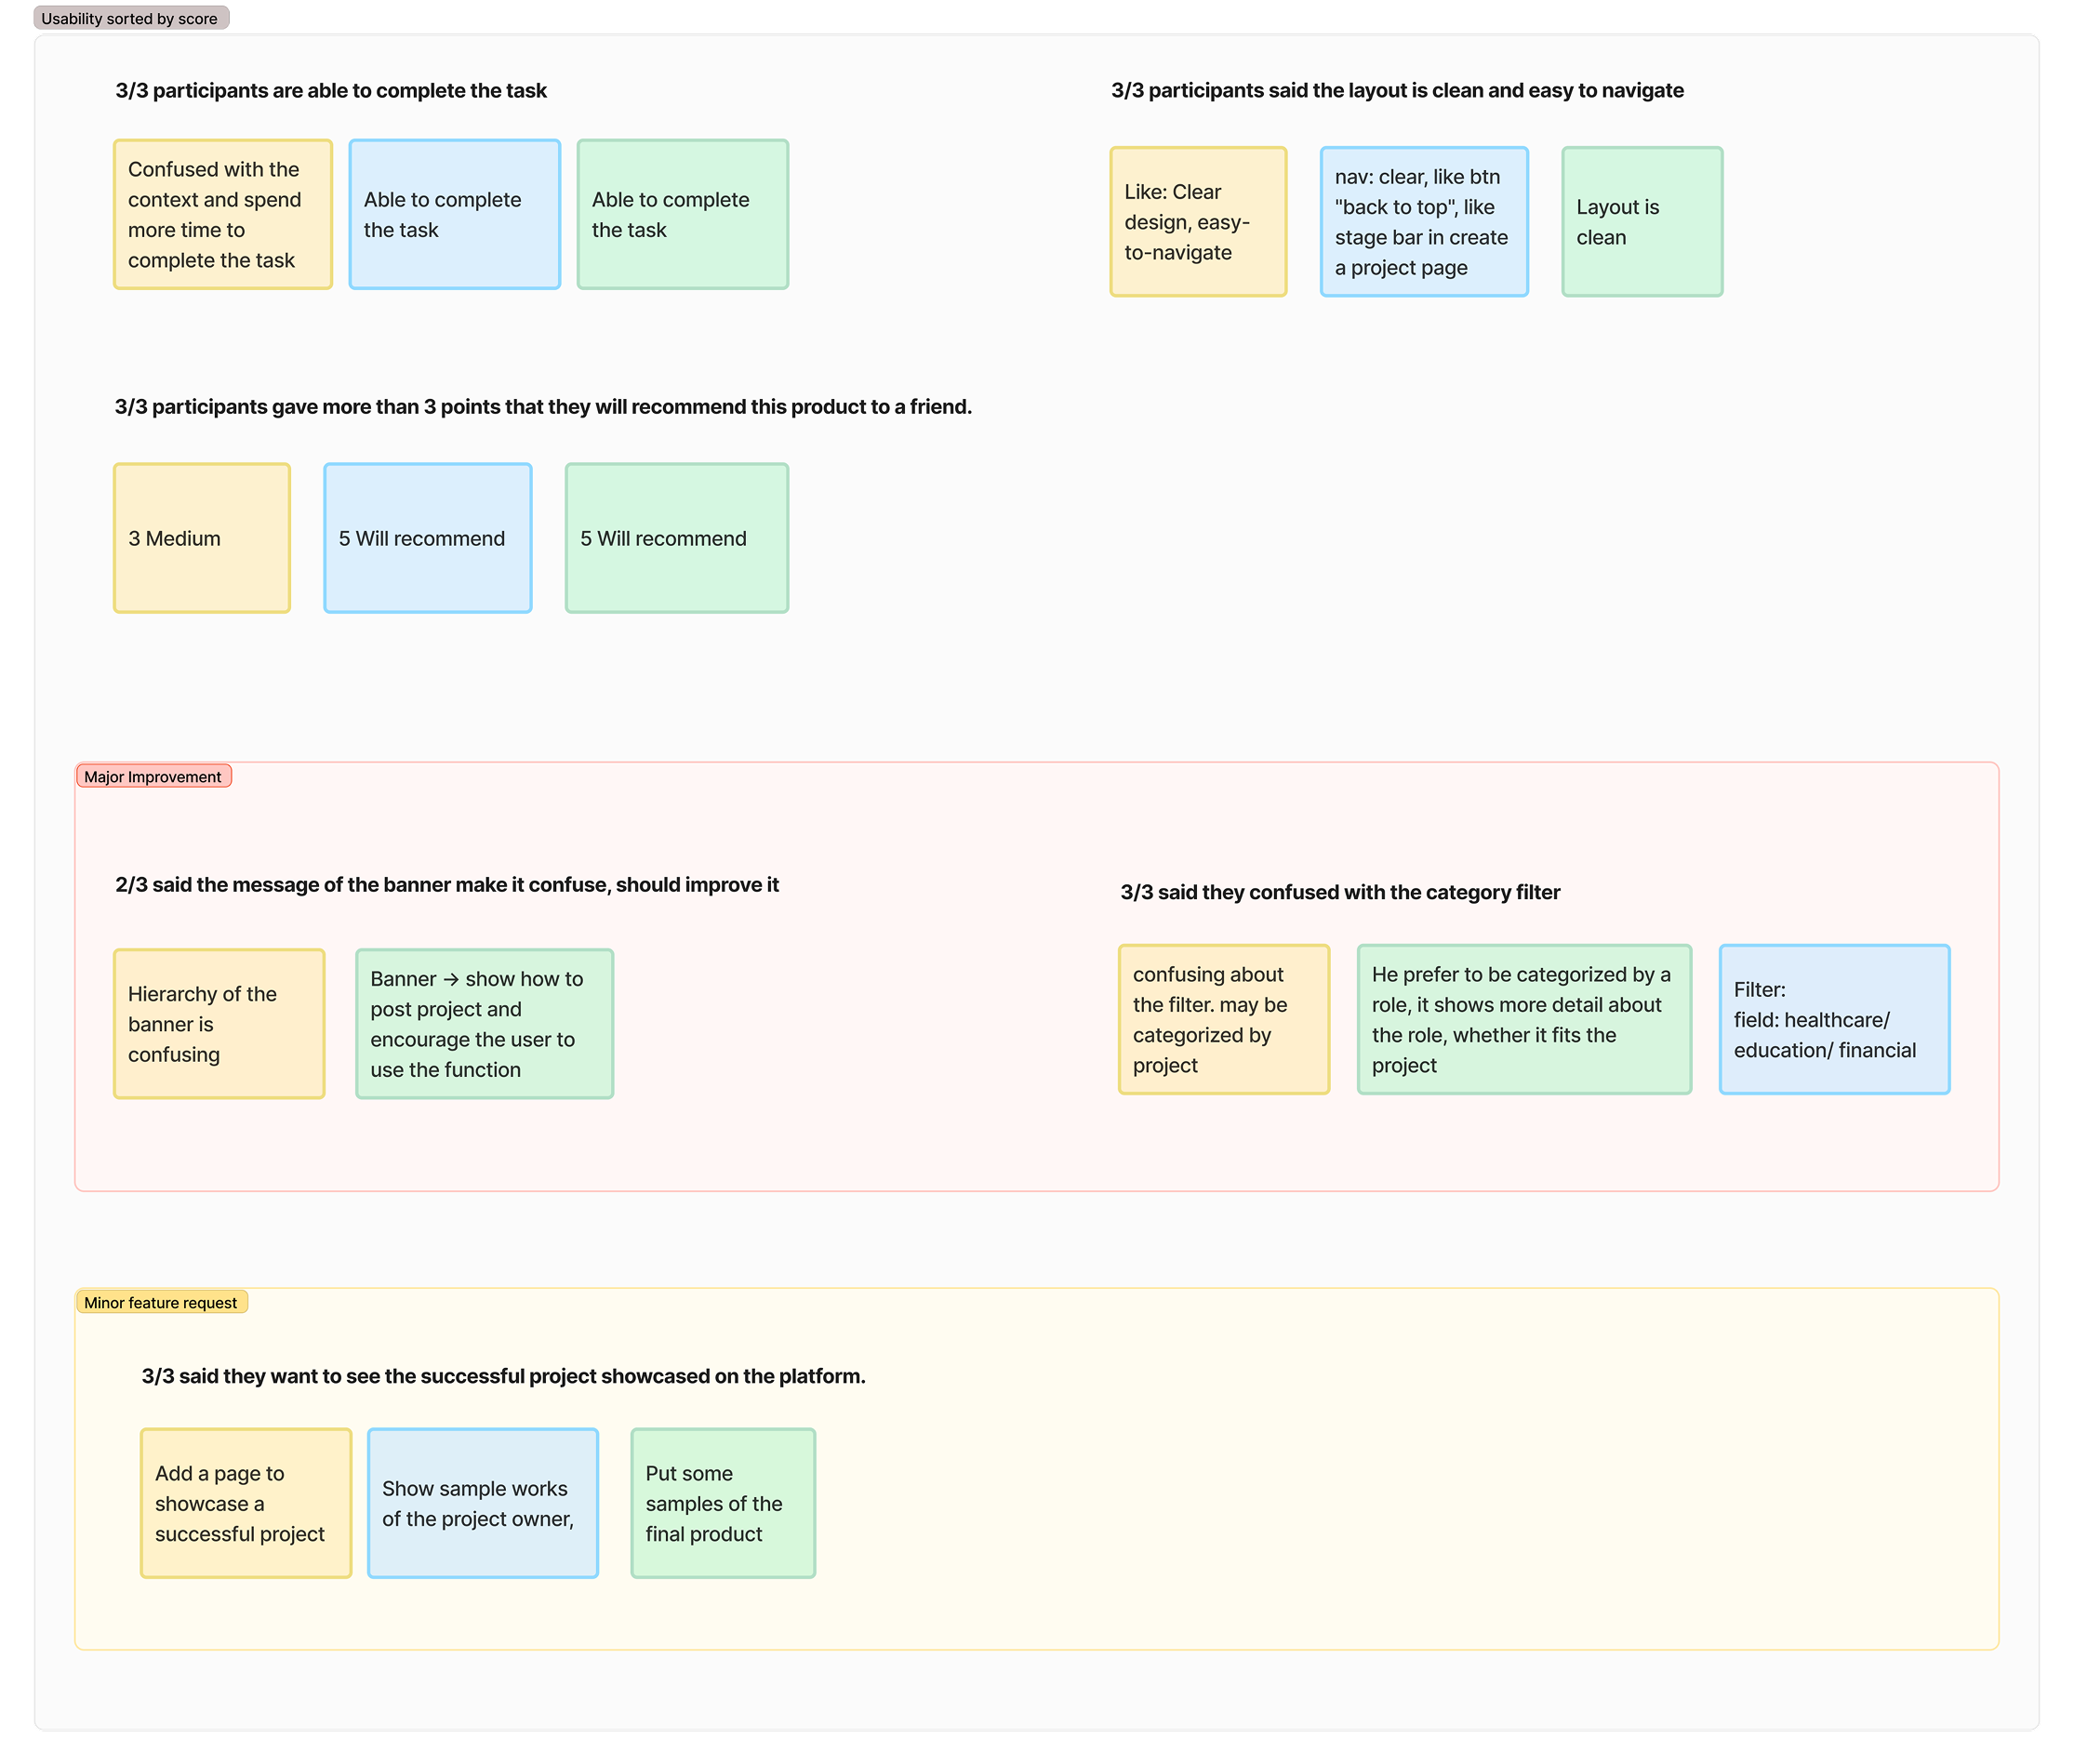 Usability sorted by score
3/3 participants are able to complete the task
Confused with the
context and spend
more time to
complete the task
Able to complete
the task
Able to complete
the task
3/3 participants said the layout is clean and easy to navigate
Like: Clear
design, easy-
to-navigate
nav: clear, like btn
"back to top", like
stage bar in create
a project page
Layout is
clean
3/3 participants gave more than 3 points that they will recommend this product to a friend.
3 Medium
5 Will recommend
5 Will recommend
Major Improvement
2/3 said the message of the banner make it confuse, should improve it
Hierarchy of the
banner is
confusing
Banner → show how to
post project and
encourage the user to
use the function
3/3 said they confused with the category filter
confusing about
the filter. may be
categorized by
project
He prefer to be categorized by a
role, it shows more detail about
the role, whether it fits the
project
Filter:
field: healthcare/
education/ financial
Minor feature request
3/3 said they want to see the successful project showcased on the platform.
Add a page to
showcase a
successful project
Show sample works
of the project owner,
Put some
samples of the
final product